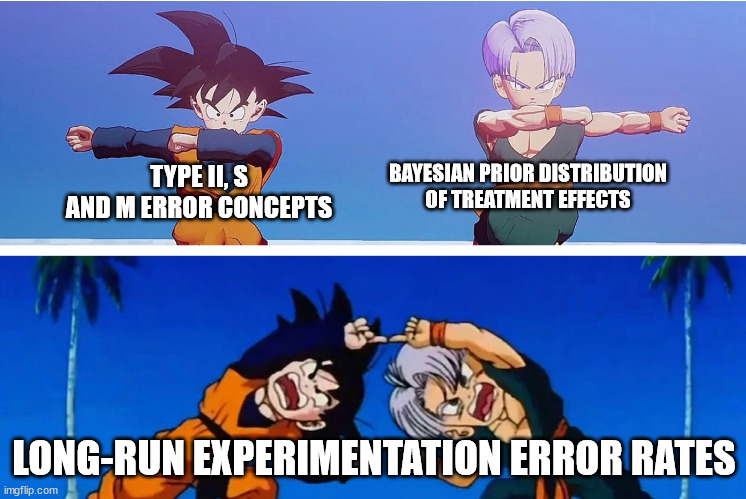 TYPE II, S
AND M ERROR CONCEPTS
BAYESIAN PRIOR DISTRIBUTION
OF TREATMENT EFFECTS
LONG-RUN EXPERIMENTATION ERROR RATES
imgflip.com